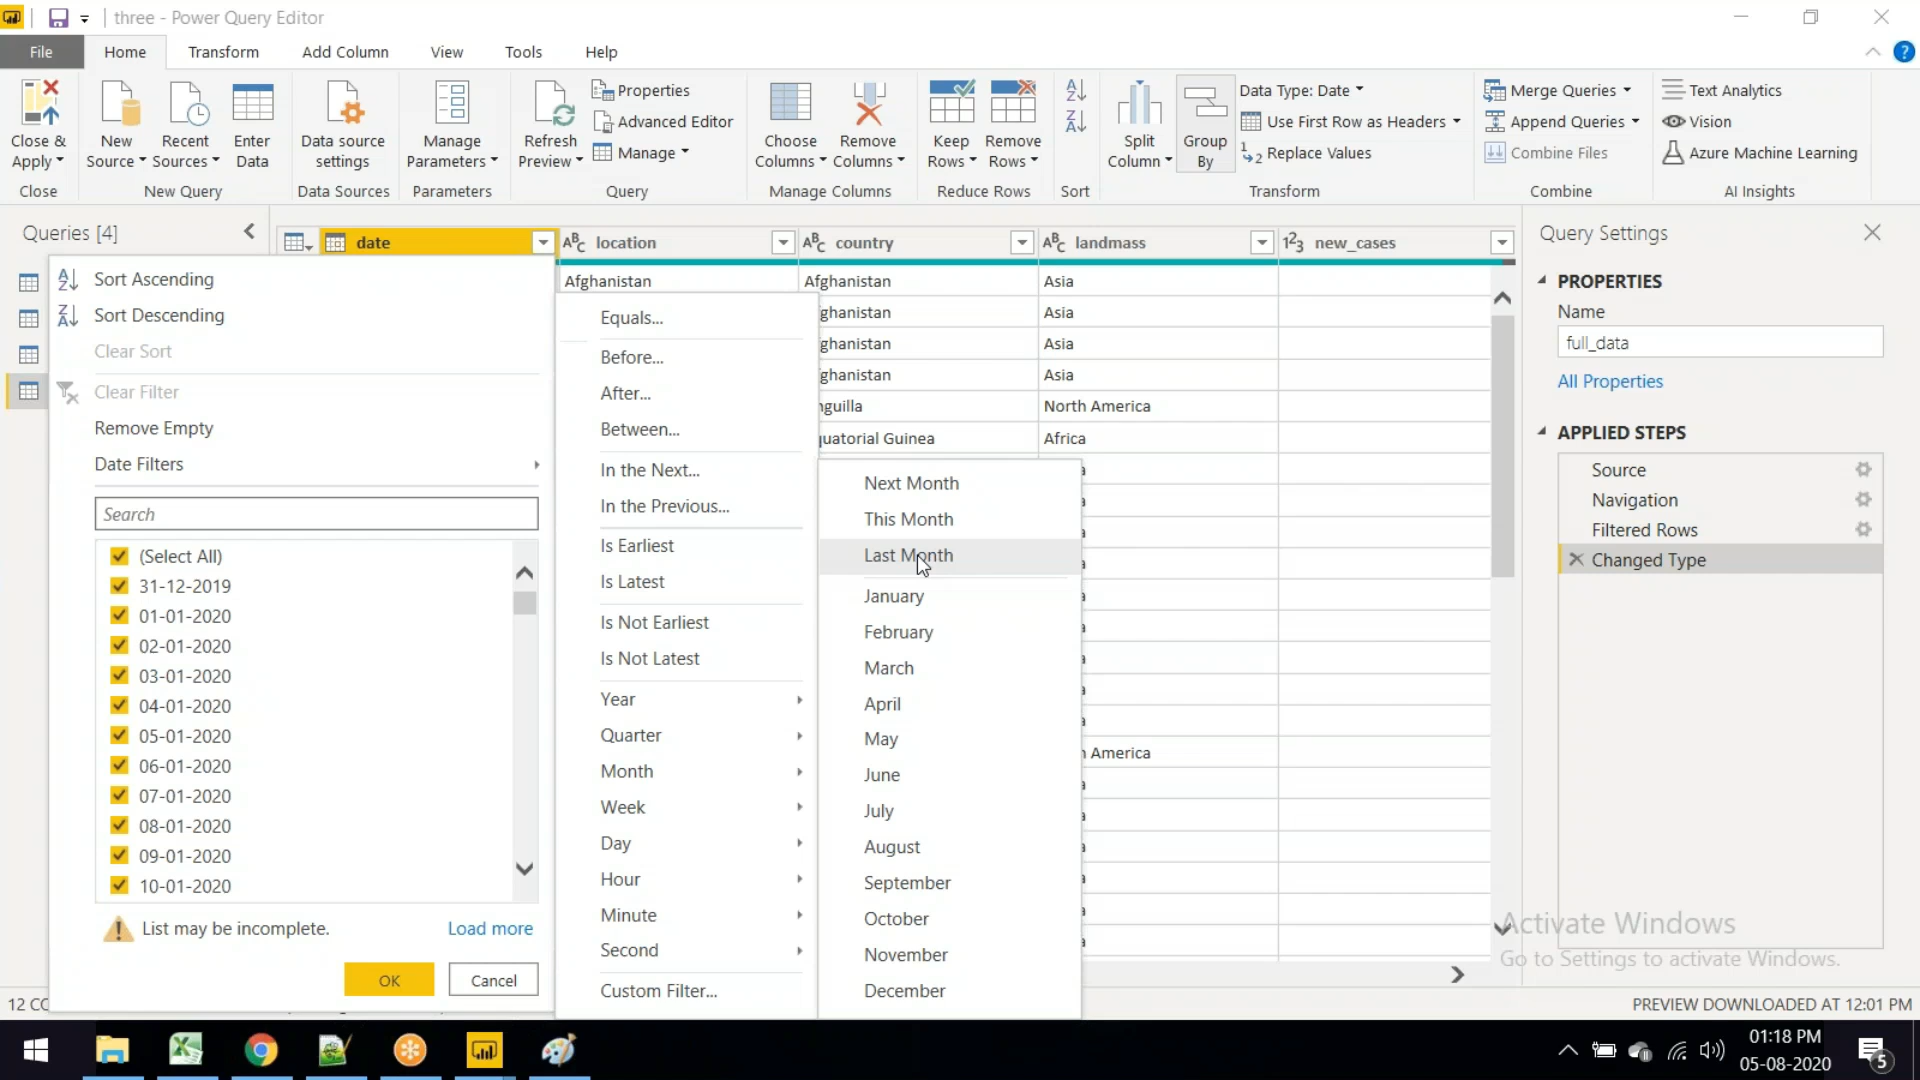 three - Power Query Editor
File
Home
Transform
Add Column
View
Tools
Help
Close &
Apply
Close
New
Source
Recent
Sources
Enter
Data
New Query
Data source
settings
Data Sources
Manage
Parameters
Parameters
Refresh
Preview
Properties
Advanced Editor
Manage
Query
Choose
Columns
Remove
Columns
Manage Columns
Keep
Rows
Remove
Rows
Reduce Rows
Sort
Split
Column
Group
By
Data Type: Date
Use First Row as Headers
Replace Values
Transform
Merge Queries
Append Queries
Combine Files
Combine
Text Analytics
Vision
Azure Machine Learning
AI Insights
Queries [4]
date
location
country
landmass
new_cases
Sort Ascending
Sort Descending
Clear Sort
Clear Filter
Remove Empty
Date Filters
Search
(Select All)
31-12-2019
01-01-2020
02-01-2020
03-01-2020
04-01-2020
05-01-2020
06-01-2020
07-01-2020
08-01-2020
09-01-2020
10-01-2020
List may be incomplete.
Load more
OK
Cancel
Equals...
Before...
After...
Between...
In the Next...
In the Previous...
Is Earliest
Is Latest
Is Not Earliest
Is Not Latest
Year
Quarter
Month
Week
Day
Hour
Minute
Second
Custom Filter...
Next Month
This Month
Last Month
January
February
March
April
May
June
July
August
September
October
November
December
Afghanistan Afghanistan Asia
ghanistan Asia
ghanistan Asia
ghanistan Asia
nguilla North America
quatorial Guinea Africa
America
Query Settings
PROPERTIES
Name
full_data
All Properties
APPLIED STEPS
Source
Navigation
Filtered Rows
Changed Type
Activate Windows
Go to Settings to activate Windows.
12 CO
PREVIEW DOWNLOADED AT 12:01 PM
01:18 PM
05-08-2020
5